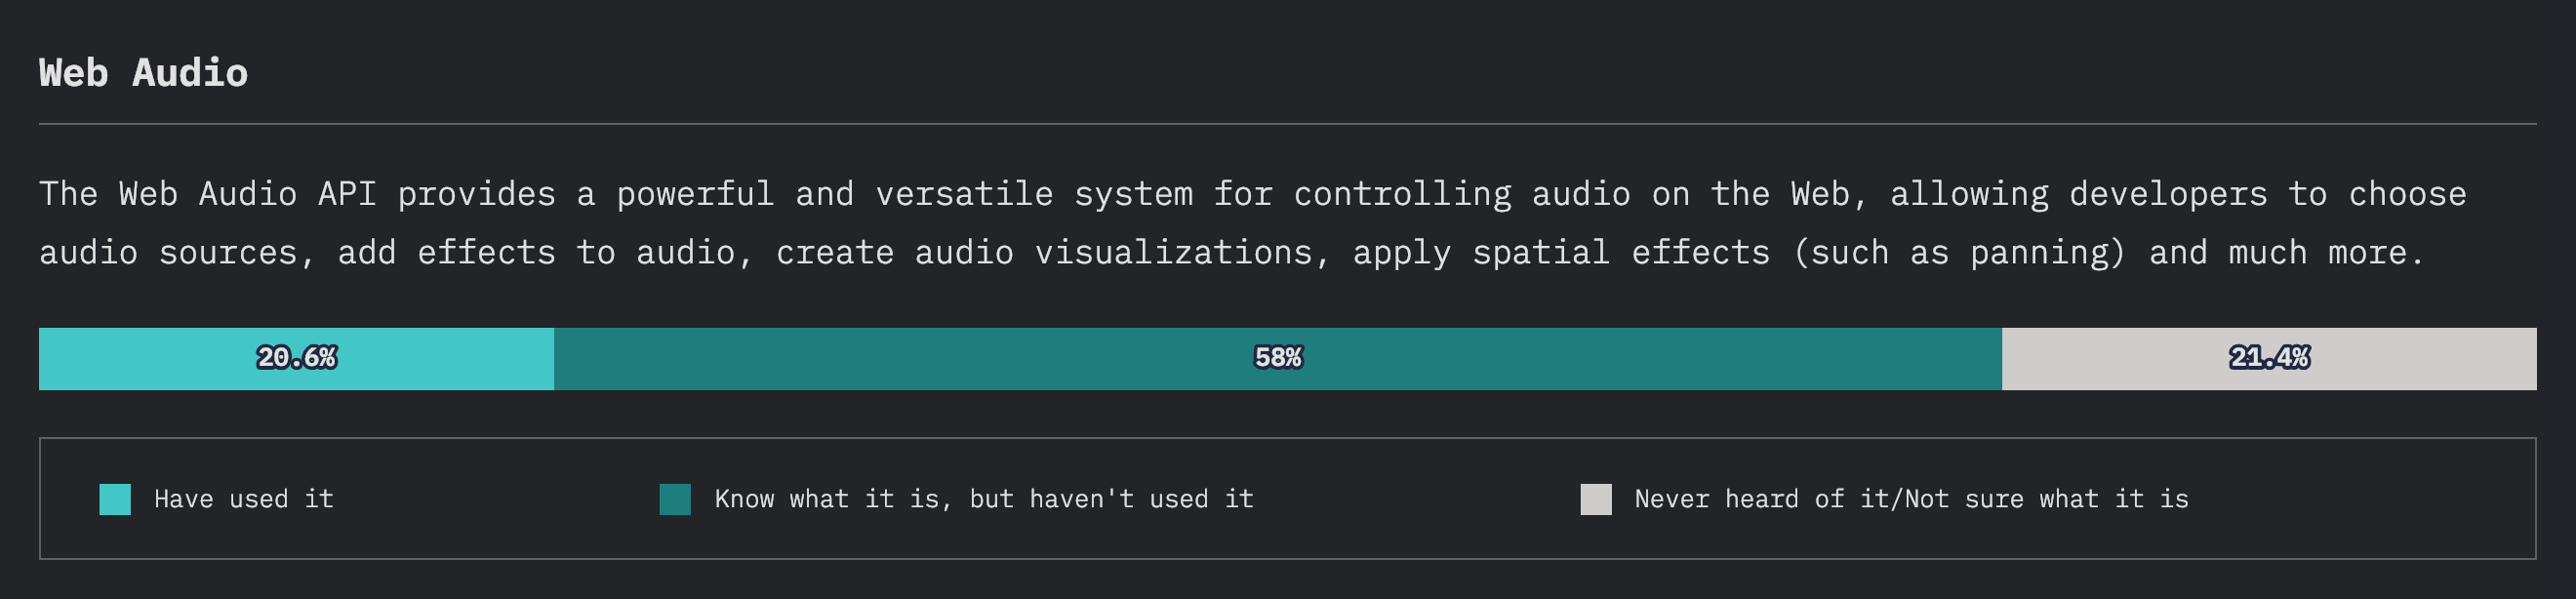 Web Audio
The Web Audio API provides a powerful and versatile system for controlling audio on the Web, allowing developers to choose
audio sources, add effects to audio, create audio visualizations, apply spatial effects (such as panning) and much more.
20.6% 58% 21.4%
Have used it Know what it is, but haven't used it Never heard of it/Not sure what it is